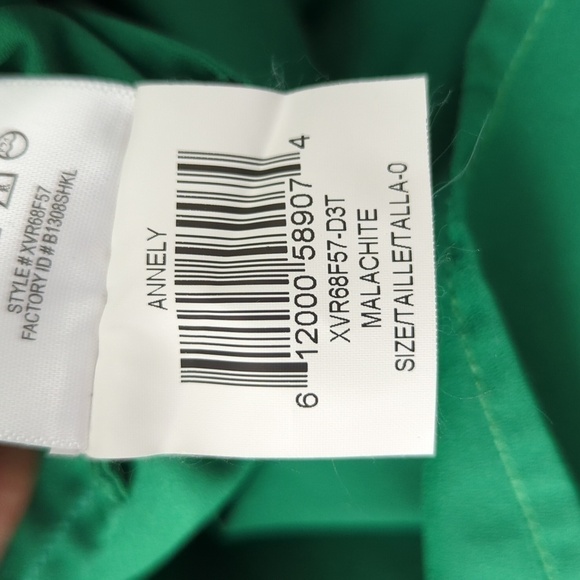 STYLE # XVR68F57
FACTORY ID # B1308SHKL
ANNELY
6 12000 58907 4
XVR68F57-D3T
MALACHITE
SIZE/TAILLE/TALLA-0